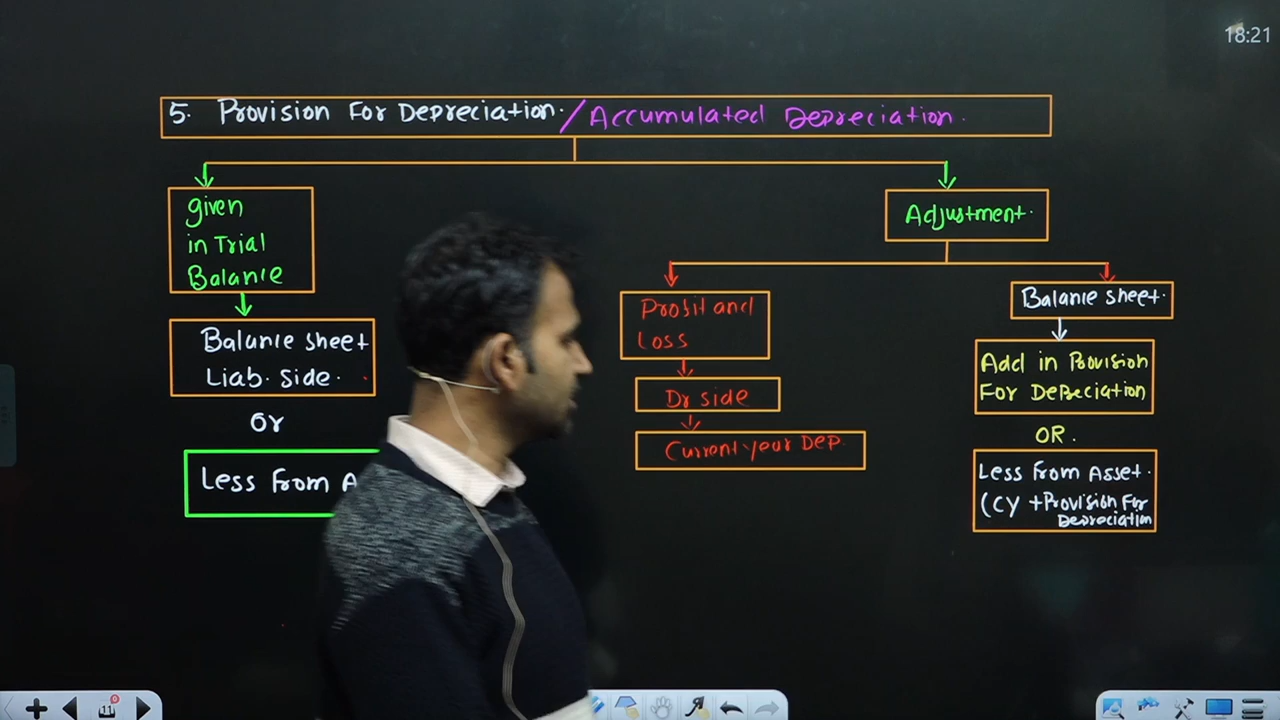 18:21
5. Provision For Depreciation. / Accumulated Depreciation.
given
in Trial
Balance
Adjustment.
Balance sheet
Liab. side.
Or
Less From A
Profit and
Loss
Dr side
Current year Dep.
Balance sheet.
Add in Provision
For Depreciation
OR.
Less From Asset.
(CY + Provision For
Depreciation
11